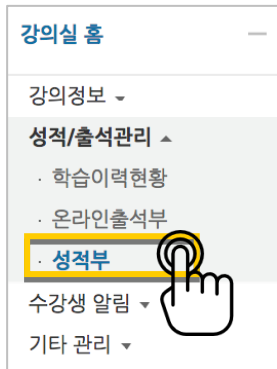 강의실 홈
강의정보
성적/출석관리
· 학습이력현황
· 온라인출석부
· 성적부
수강생 알림
기타 관리